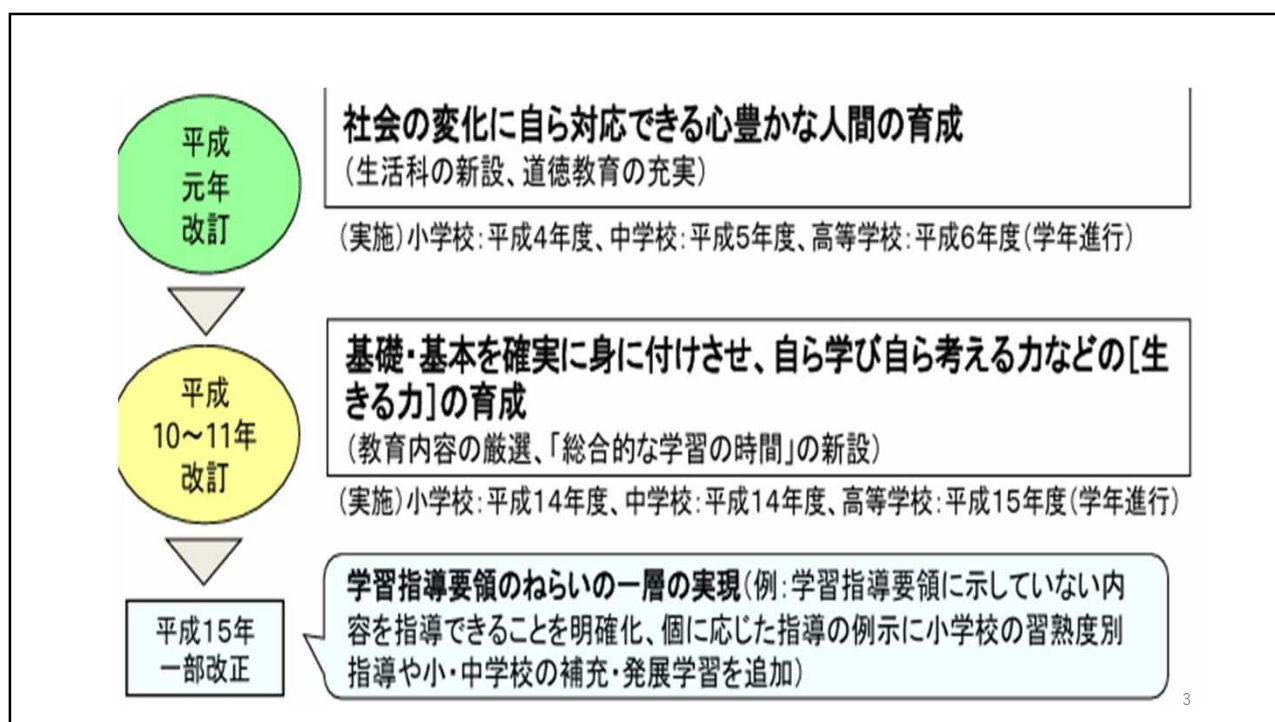 平成
元年
改訂
社会の変化に自ら対応できる心豊かな人間の育成
(生活科の新設、道徳教育の充実)
(実施)小学校:平成4年度、中学校:平成5年度、高等学校:平成6年度(学年進行)
平成
10～11年
改訂
基礎・基本を確実に身に付けさせ、自ら学び自ら考える力などの[生
きる力]の育成
(教育内容の厳選、「総合的な学習の時間」の新設)
(実施)小学校:平成14年度、中学校:平成14年度、高等学校:平成15年度(学年進行)
平成15年
一部改正
学習指導要領のねらいの一層の実現(例:学習指導要領に示していない内
容を指導できることを明確化、個に応じた指導の例示に小学校の習熟度別
指導や小・中学校の補充・発展学習を追加)
3